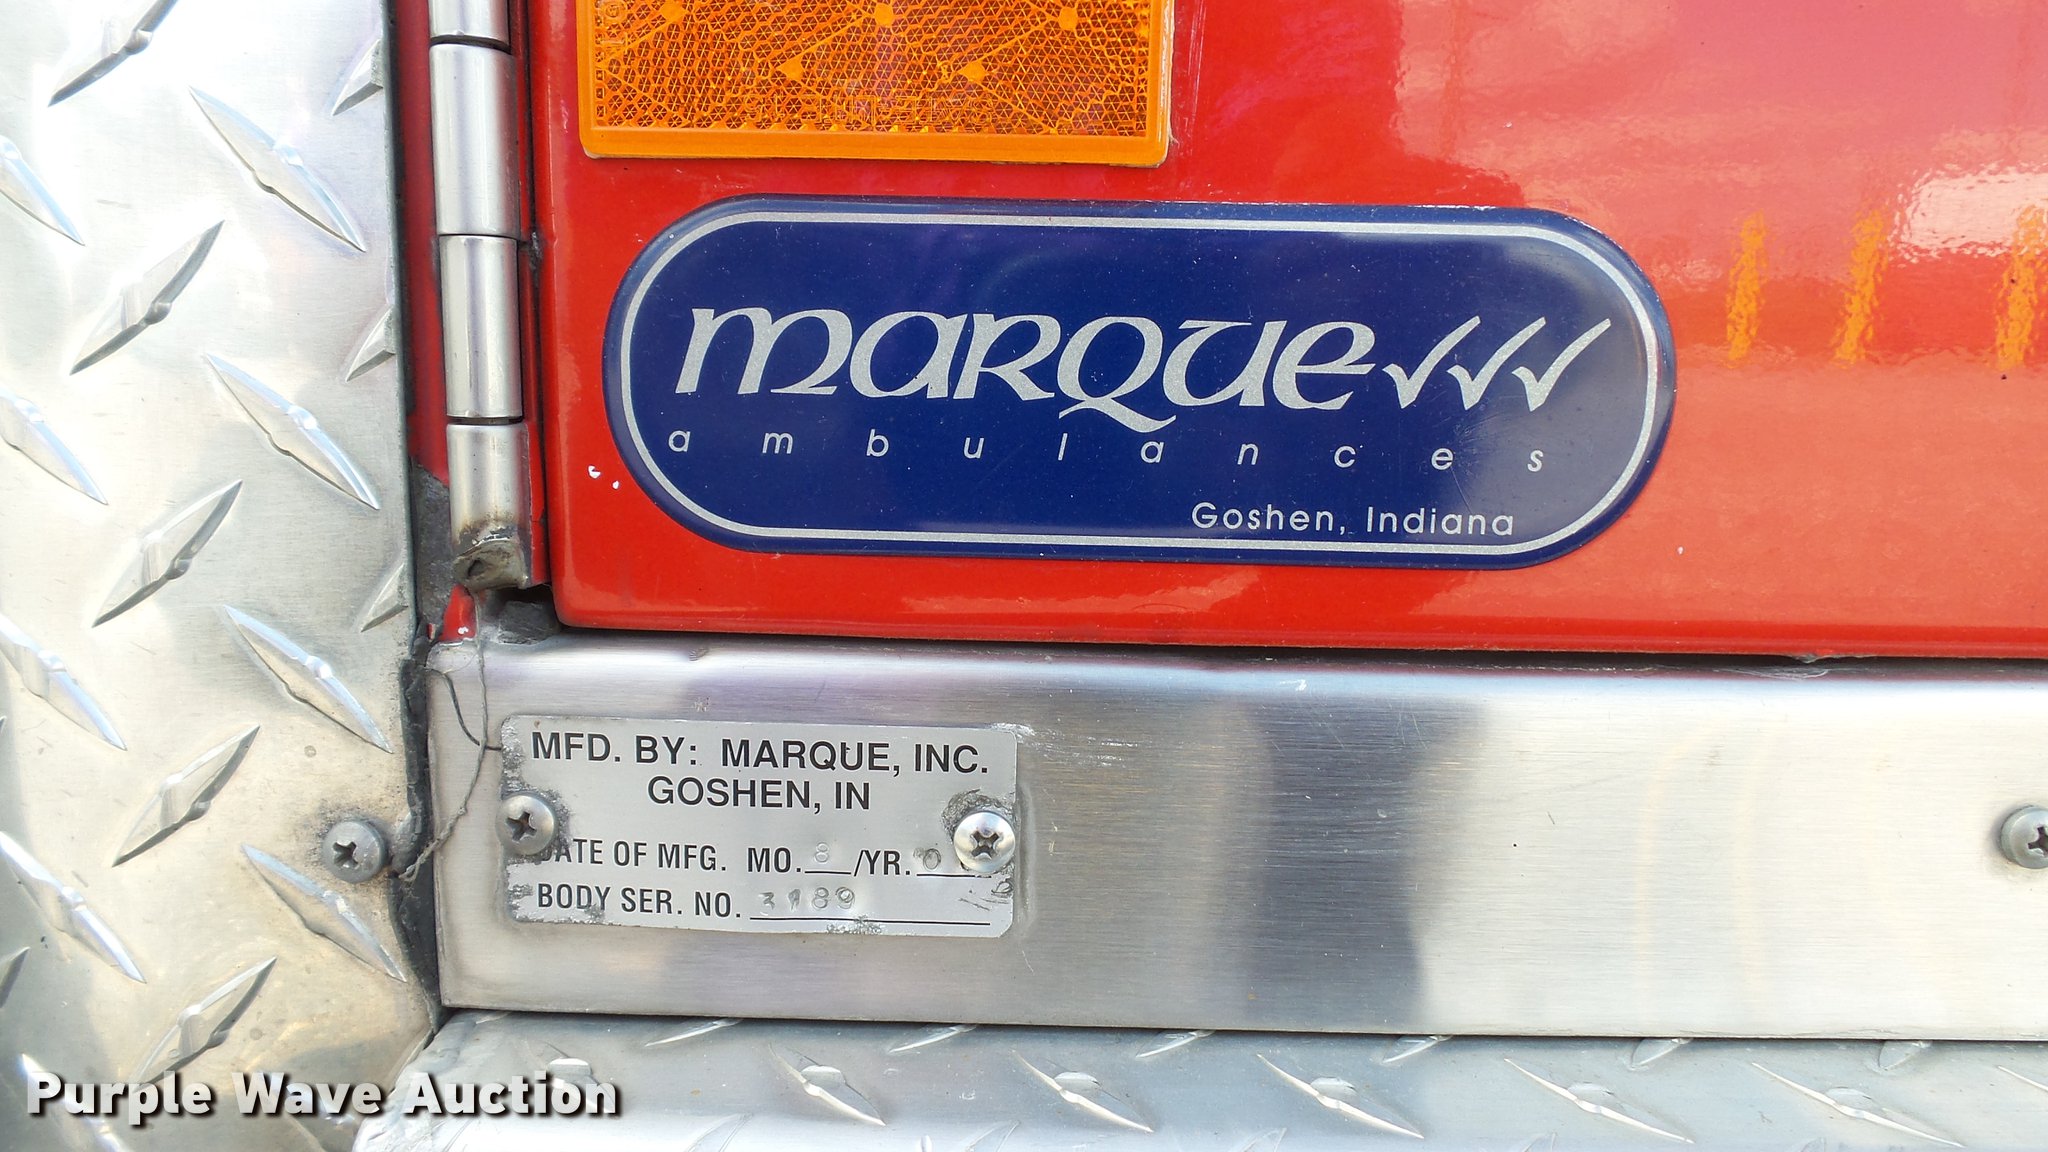 marque
ambulances
Goshen, Indiana
MFD. BY: MARQUE, INC.
GOSHEN, IN
DATE OF MFG. MO. 8 /YR. 0
BODY SER. NO. 3189
Purple Wave Auction